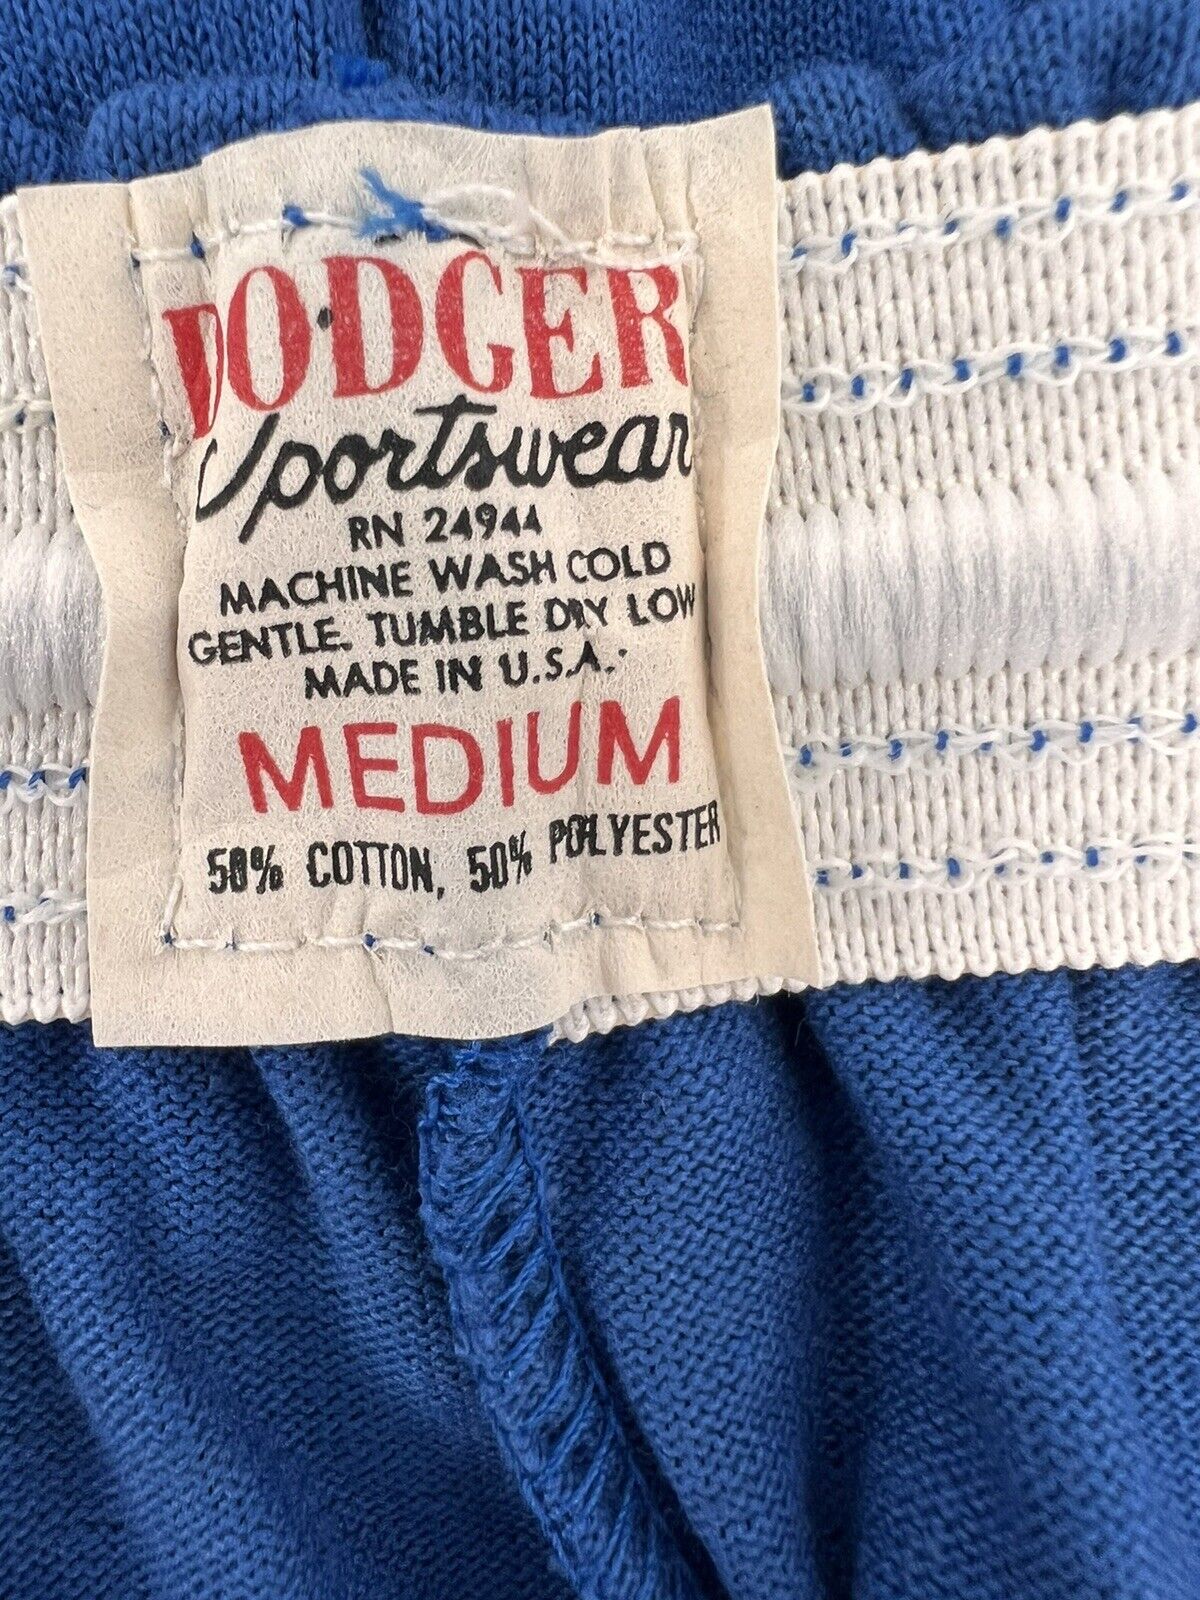 DODGER
Sportswear
RN 24944
MACHINE WASH COLD
GENTLE. TUMBLE DRY LOW
MADE IN U.S.A.
MEDIUM
50% COTTON, 50% POLYESTER